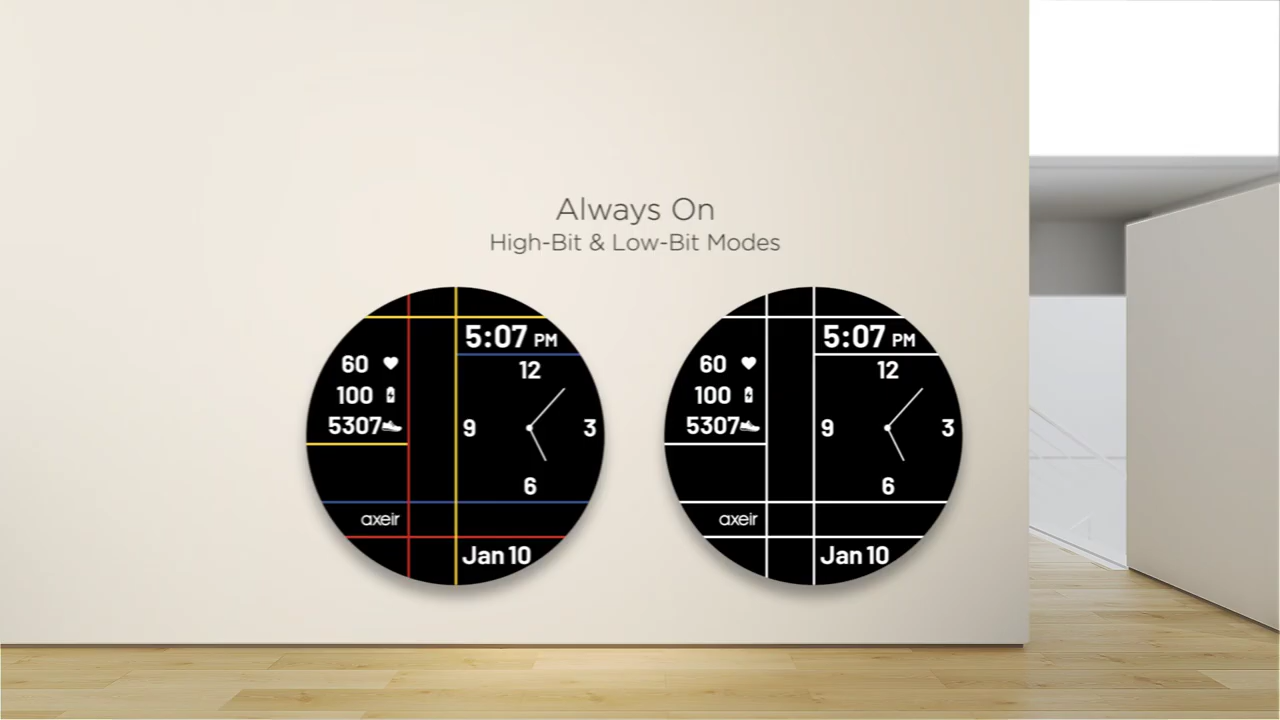 Always On
High-Bit & Low-Bit Modes
5:07 PM
60
100
5307
12
9
3
6
axeir
Jan 10
5:07 PM
60
100
5307
12
9
3
6
axeir
Jan 10